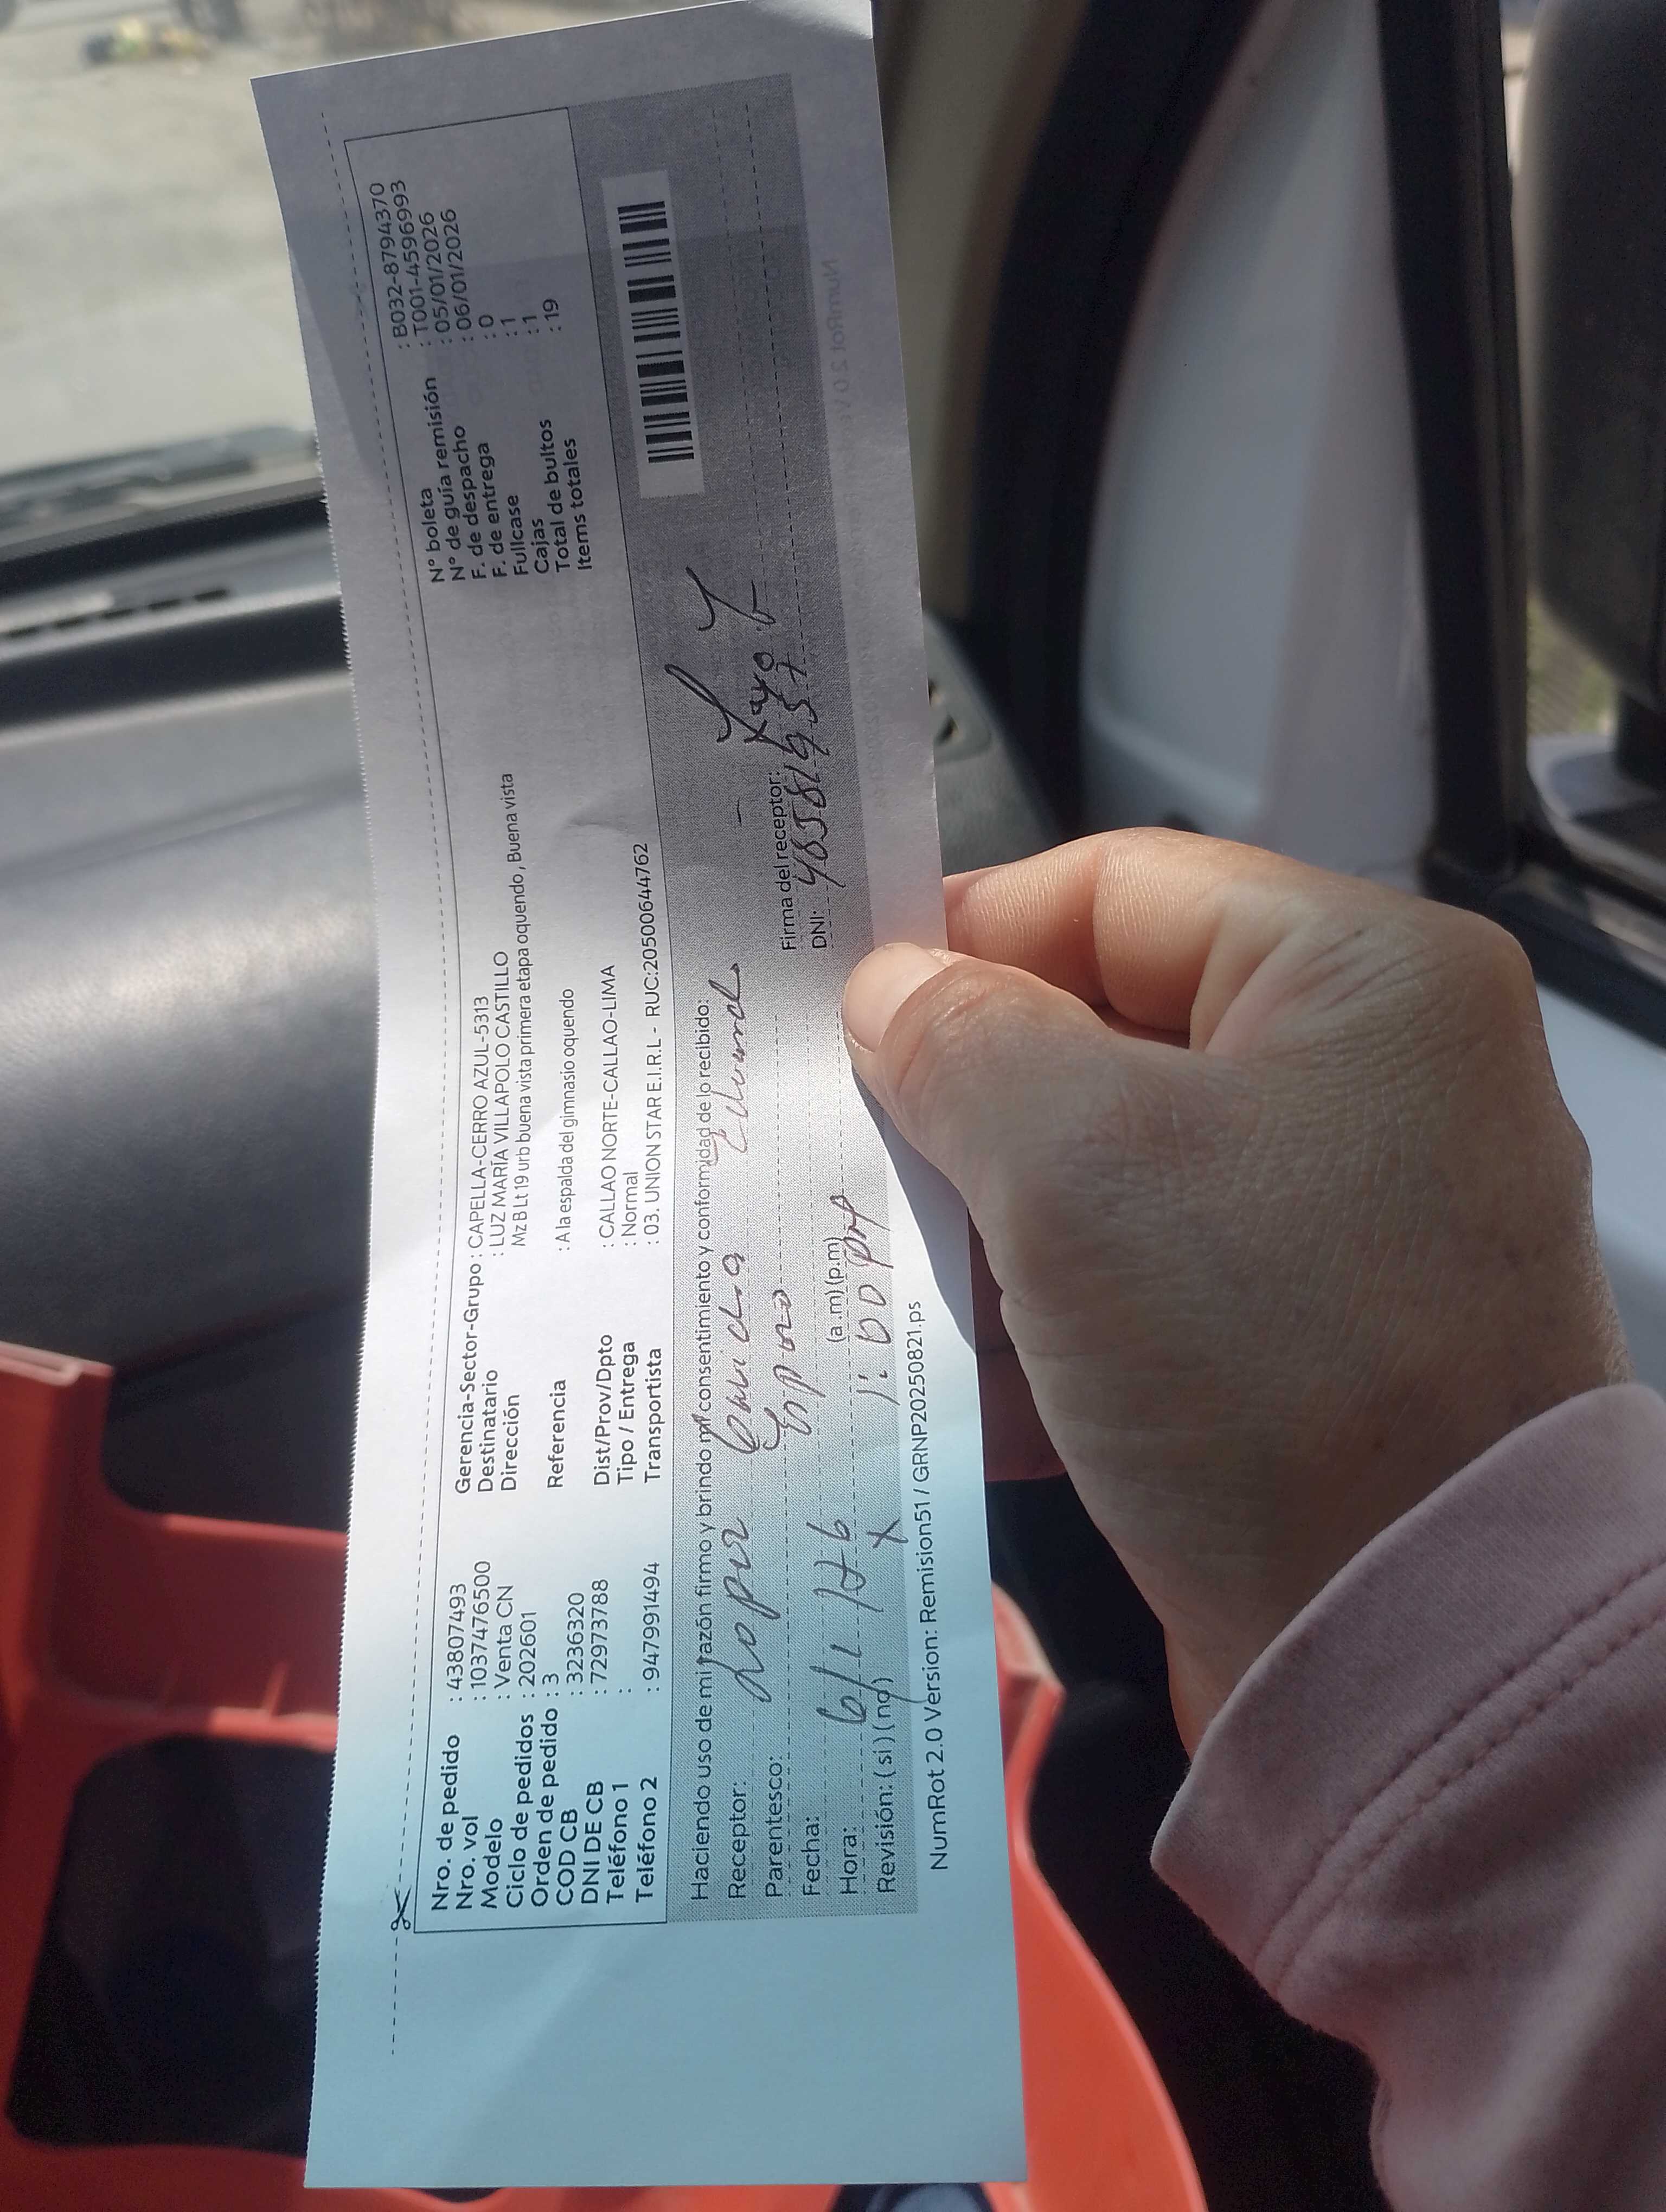 Nro. de pedido : 43807493
Nro. vol : 1037476500
Modelo : Venta CN
Ciclo de pedidos : 202601
Orden de pedido : 3
COD CB : 3236320
DNI DE CB : 72973788
Teléfono 1 :
Teléfono 2 : 947991494
Gerencia-Sector-Grupo : CAPELLA-CERRO AZUL-5313
Destinatario : LUZ MARÍA VILLAPOLO CASTILLO
Dirección Mz B Lt 19 urb buena vista primera etapa oquendo , Buena vista
Referencia : A la espalda del gimnasio oquendo
Dist/Prov/Dpto : CALLAO NORTE-CALLAO-LIMA
Tipo / Entrega : Normal
Transportista : 03. UNION STAR E.I.R.L - RUC:20500644762
N° boleta : B032-8794370
N° de guía remisión : T001-4596993
F. de despacho : 05/01/2026
F. de entrega : 06/01/2026
Fullcase : 0
Cajas : 1
Total de bultos : 1
Items totales : 19
Haciendo uso de mi razón firmo y brindo mi consentimiento y conformidad de lo recibido:
Receptor: Lopez
Parentesco:
Fecha: 6/1/26
Hora: (a.m) (p.m) 1:00 pm
Revisión: ( si ) ( no ) X
Firma del receptor:
DNI:
NumRot 2.0 Version: Remision51 / GRNP20250821.ps